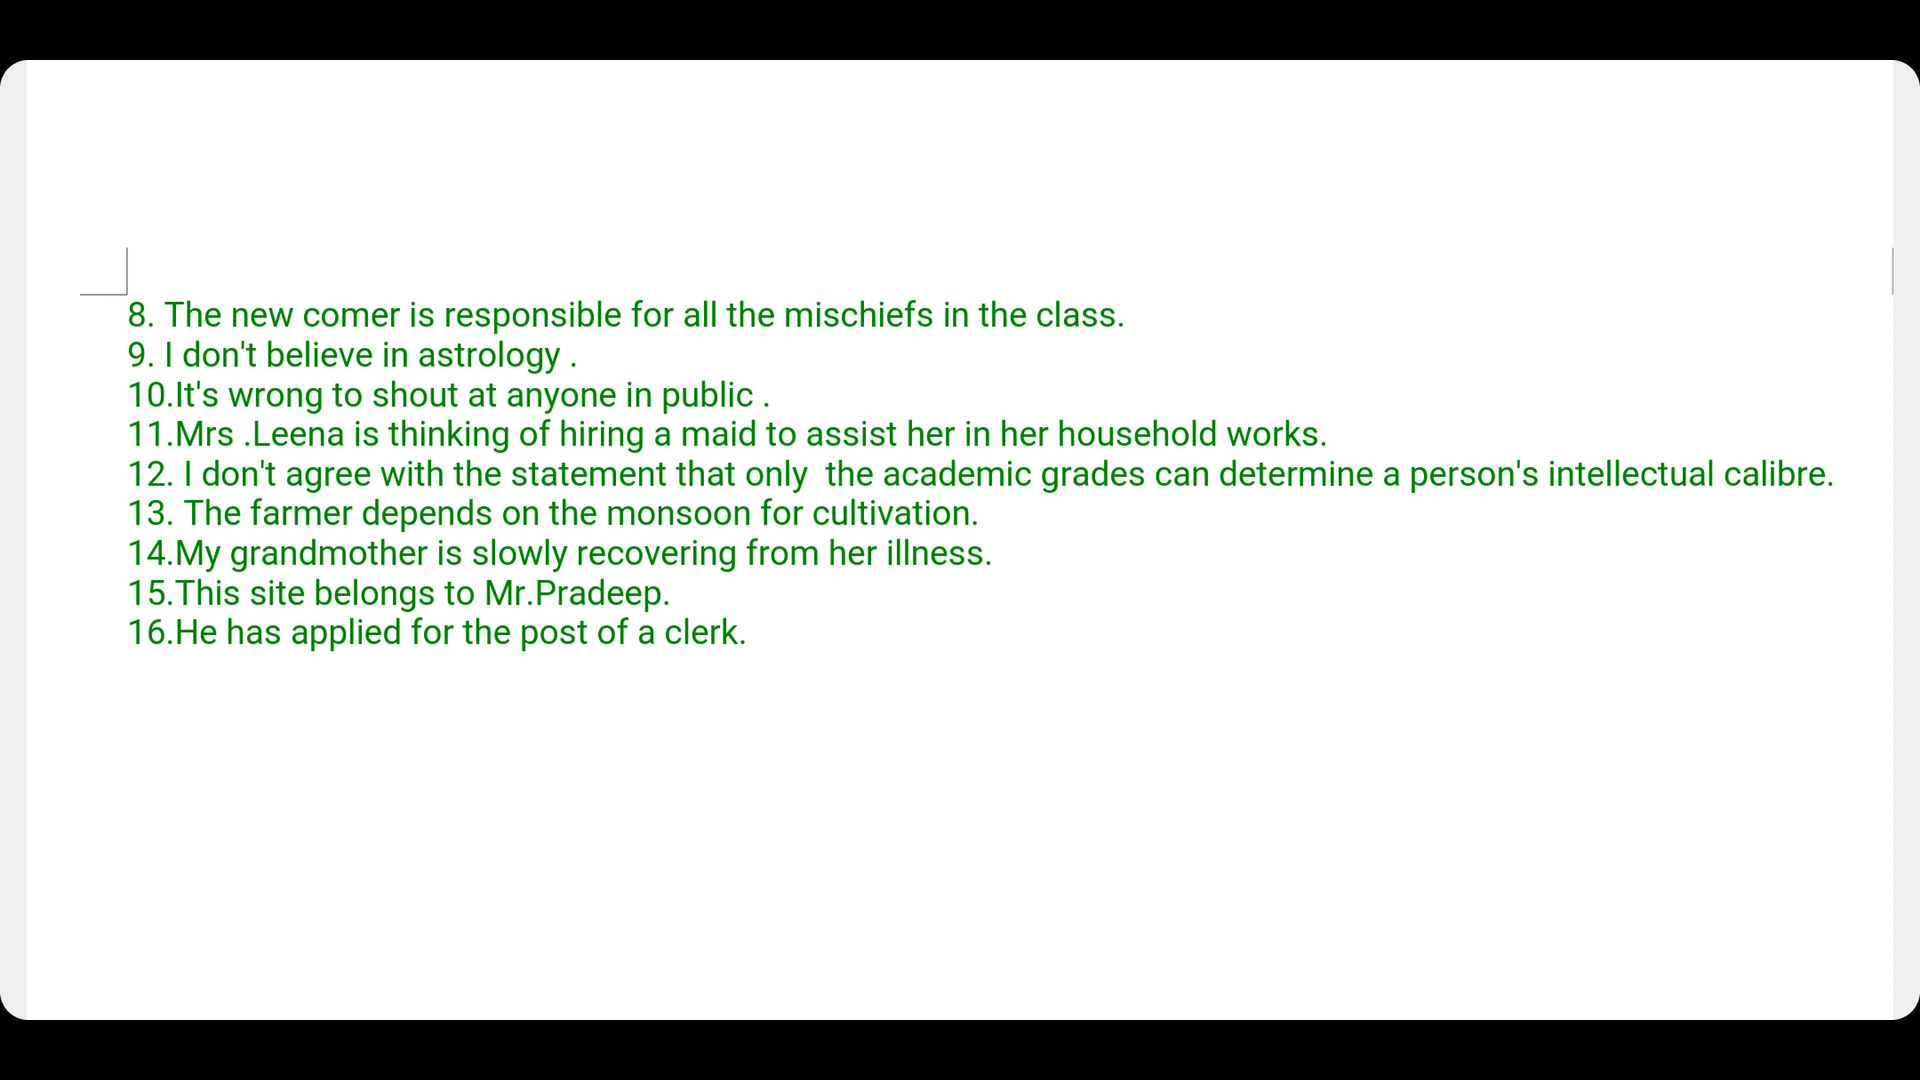 8. The new comer is responsible for all the mischiefs in the class.
9. I don't believe in astrology .
10.It's wrong to shout at anyone in public .
11.Mrs .Leena is thinking of hiring a maid to assist her in her household works.
12. I don't agree with the statement that only  the academic grades can determine a person's intellectual calibre.
13. The farmer depends on the monsoon for cultivation.
14.My grandmother is slowly recovering from her illness.
15.This site belongs to Mr.Pradeep.
16.He has applied for the post of a clerk.